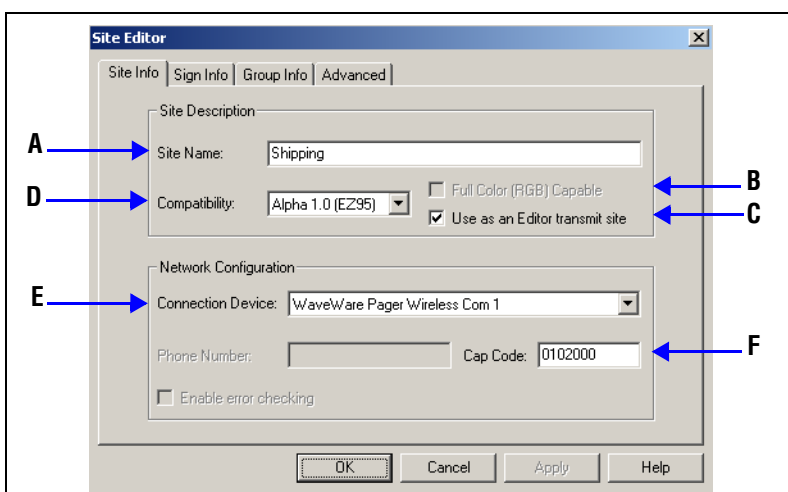 Site Editor
Site Info Sign Info Group Info Advanced
Site Description
A
Site Name: Shipping
D
Compatibility: Alpha 1.0 (EZ95)
Full Color (RGB) Capable
B
Use as an Editor transmit site
C
Network Configuration
E
Connection Device: WaveWare Pager Wireless Com 1
Phone Number: Cap Code: 0102000
F
Enable error checking
OK Cancel Apply Help